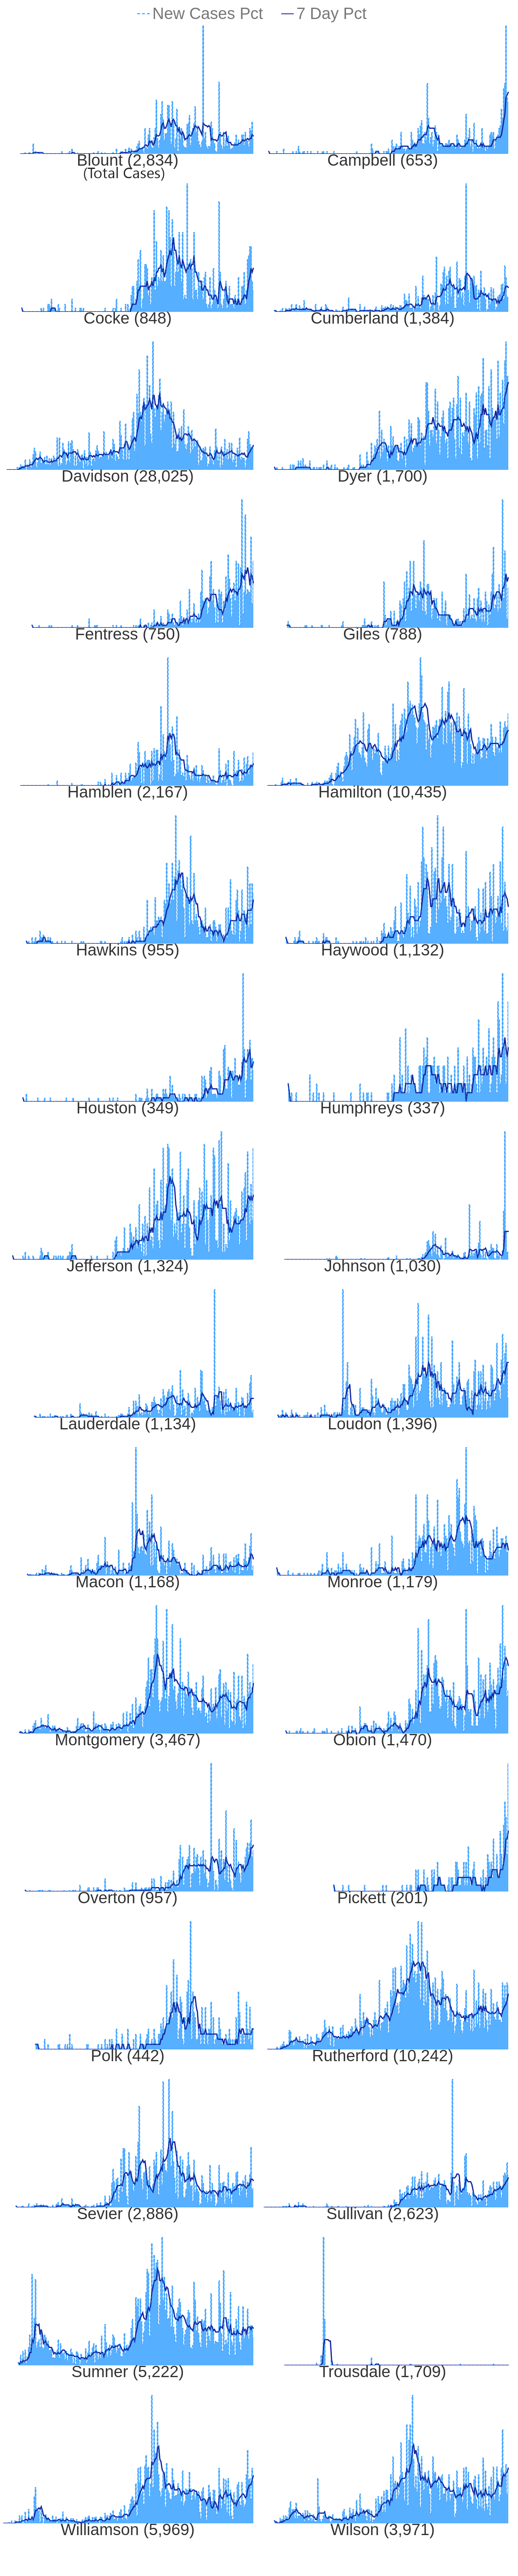 New Cases Pct 7 Day Pct
Blount (2,834) Campbell (653)
(Total Cases)
Cocke (848) Cumberland (1,384)
Davidson (28,025) Dyer (1,700)
Fentress (750) Giles (788)
Hamblen (2,167) Hamilton (10,435)
Hawkins (955) Haywood (1,132)
Houston (349) Humphreys (337)
Jefferson (1,324) Johnson (1,030)
Lauderdale (1,134) Loudon (1,396)
Macon (1,168) Monroe (1,179)
Montgomery (3,467) Obion (1,470)
Overton (957) Pickett (201)
Polk (442) Rutherford (10,242)
Sevier (2,886) Sullivan (2,623)
Sumner (5,222) Trousdale (1,709)
Williamson (5,969) Wilson (3,971)